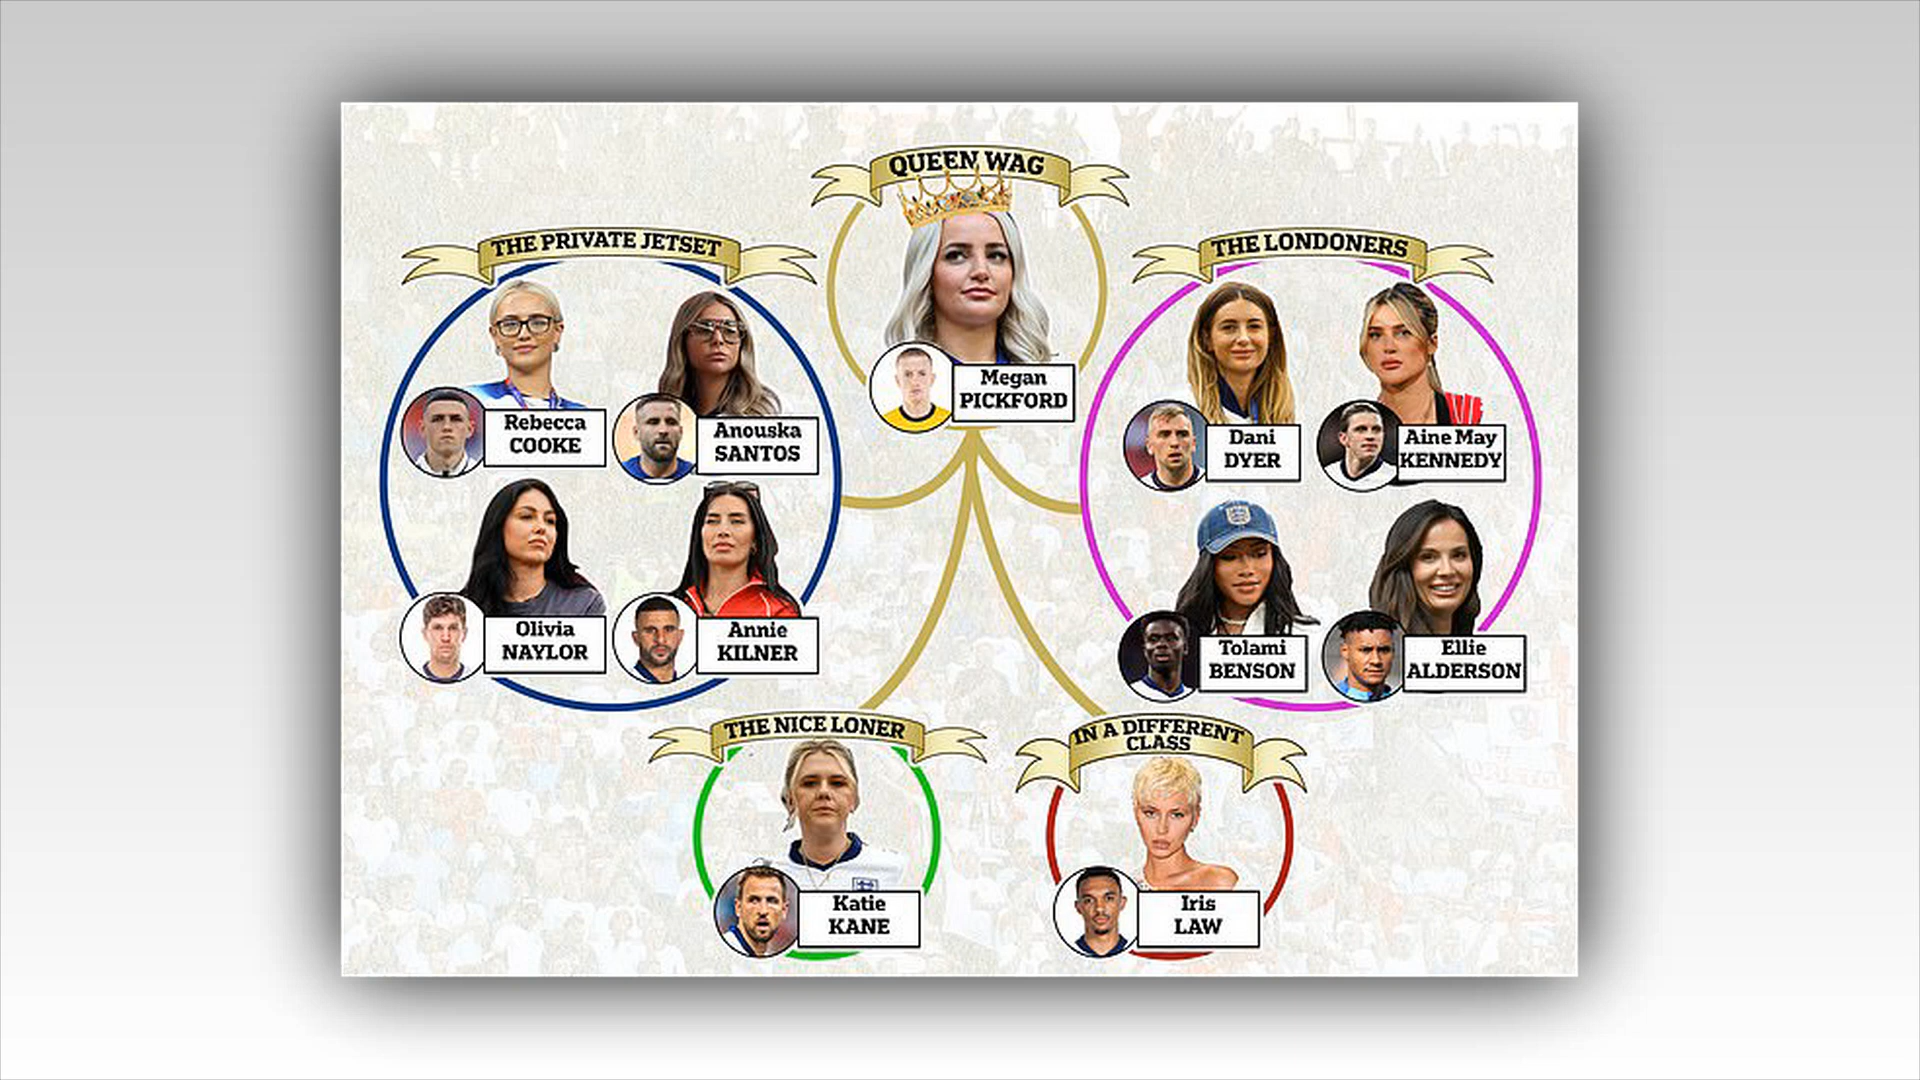 QUEEN WAG
Megan
PICKFORD
THE PRIVATE JETSET
Rebecca
COOKE
Anouska
SANTOS
Olivia
NAYLOR
Annie
KILNER
THE LONDONERS
Dani
DYER
Aine May
KENNEDY
Tolami
BENSON
Ellie
ALDERSON
THE NICE LONER
Katie
KANE
IN A DIFFERENT
CLASS
Iris
LAW